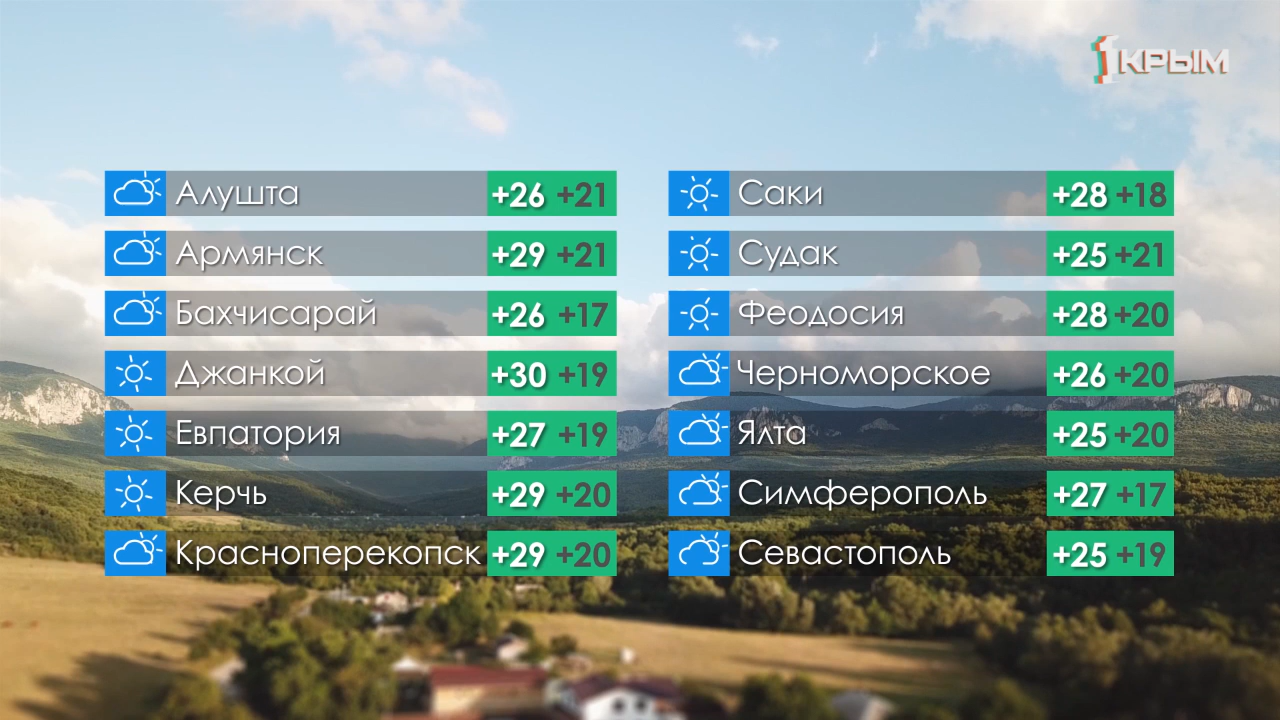 1КРЫМ
Алушта +26 +21
Армянск +29 +21
Бахчисарай +26 +17
Джанкой +30 +19
Евпатория +27 +19
Керчь +29 +20
Красноперекопск +29 +20
Саки +28 +18
Судак +25 +21
Феодосия +28 +20
Черноморское +26 +20
Ялта +25 +20
Симферополь +27 +17
Севастополь +25 +19